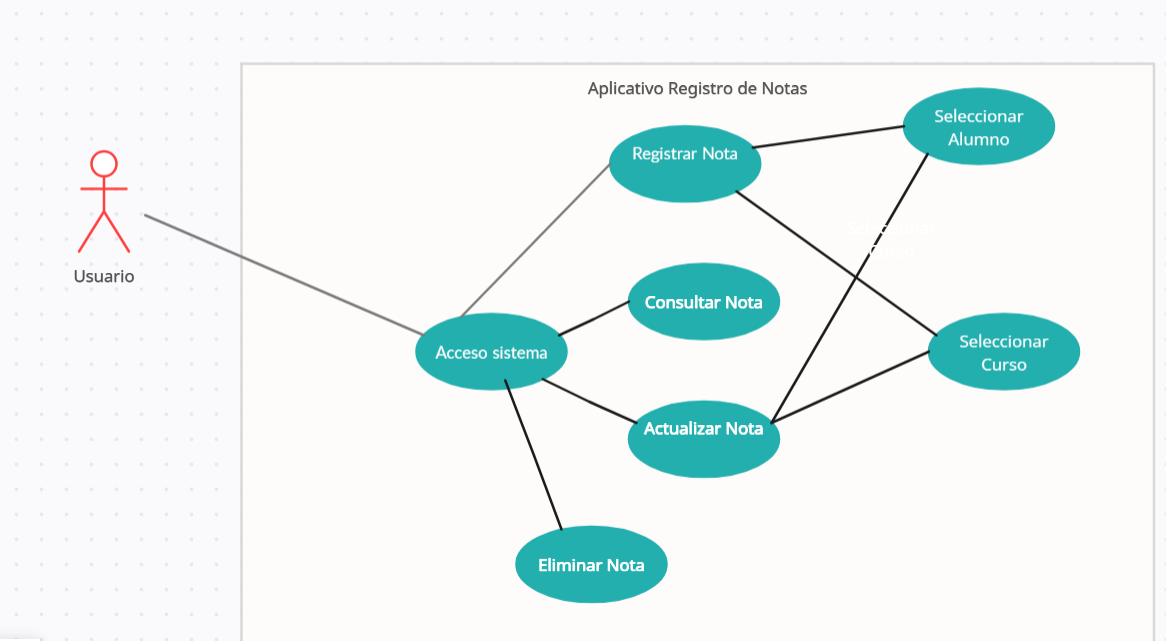 Aplicativo Registro de Notas
Seleccionar
Alumno
Registrar Nota
Usuario
Consultar Nota
Acceso sistema
Seleccionar
Curso
Actualizar Nota
Eliminar Nota